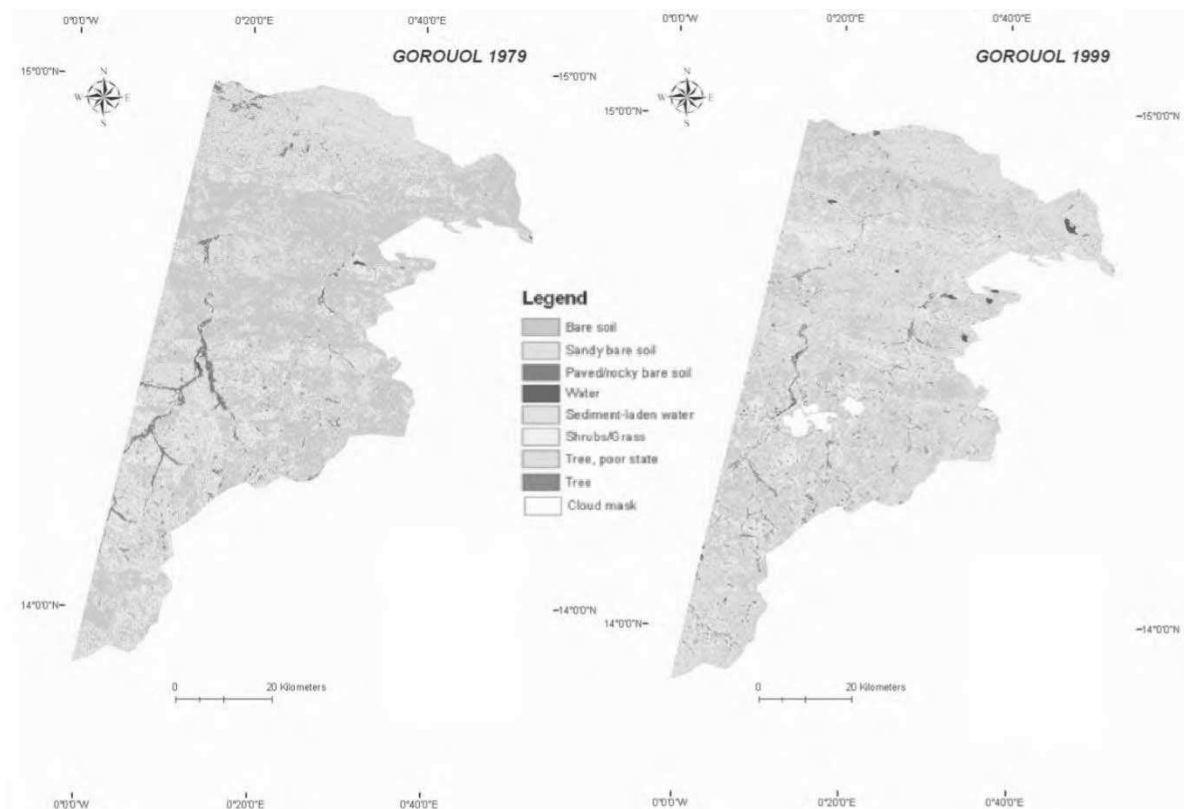 0°0'0"W 0°20'0"E 0°40'0"E 0°0'0"W 0°20'0"E 0°40'0"E
GOROUOL 1979 GOROUOL 1999
15°0'0"N 15°0'0"N 15°0'0"N 15°0'0"N
N N
W E W E
S S
Legend
Bare soil
Sandy bare soil
Paved/rocky bare soil
Water
Sediment-laden water
Shrubs/Grass
Tree, poor state
Tree
Cloud mask
14°0'0"N 14°0'0"N 14°0'0"N 14°0'0"N
0 20 Kilometers 0 20 Kilometers
0°0'0"W 0°20'0"E 0°40'0"E 0°0'0"W 0°20'0"E 0°40'0"E